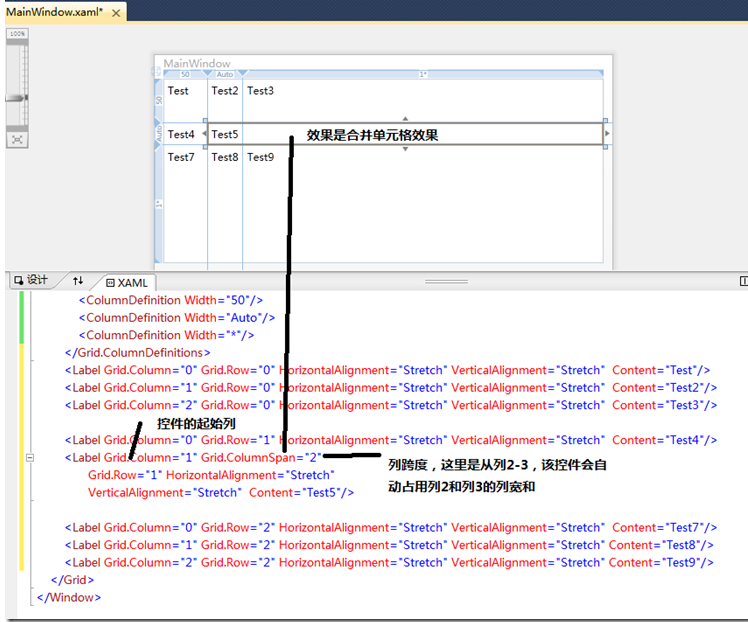 MainWindow.xaml* ×
100%
MainWindow
50 Auto 1*
50
Test Test2 Test3
Auto
Test4 Test5 效果是合并单元格效果
Test7 Test8 Test9
1*
设计 XAML
<ColumnDefinition Width="50"/>
<ColumnDefinition Width="Auto"/>
<ColumnDefinition Width="*"/>
</Grid.ColumnDefinitions>
<Label Grid.Column="0" Grid.Row="0" HorizontalAlignment="Stretch" VerticalAlignment="Stretch" Content="Test"/>
<Label Grid.Column="1" Grid.Row="0" HorizontalAlignment="Stretch" VerticalAlignment="Stretch" Content="Test2"/>
<Label Grid.Column="2" Grid.Row="0" HorizontalAlignment="Stretch" VerticalAlignment="Stretch" Content="Test3"/>
控件的起始列
<Label Grid.Column="0" Grid.Row="1" HorizontalAlignment="Stretch" VerticalAlignment="Stretch" Content="Test4"/>
<Label Grid.Column="1" Grid.ColumnSpan="2"
列跨度，这里是从列2-3，该控件会自
Grid.Row="1" HorizontalAlignment="Stretch"
动占用列2和列3的列宽和
VerticalAlignment="Stretch" Content="Test5"/>
<Label Grid.Column="0" Grid.Row="2" HorizontalAlignment="Stretch" VerticalAlignment="Stretch" Content="Test7"/>
<Label Grid.Column="1" Grid.Row="2" HorizontalAlignment="Stretch" VerticalAlignment="Stretch" Content="Test8"/>
<Label Grid.Column="2" Grid.Row="2" HorizontalAlignment="Stretch" VerticalAlignment="Stretch" Content="Test9"/>
</Grid>
</Window>